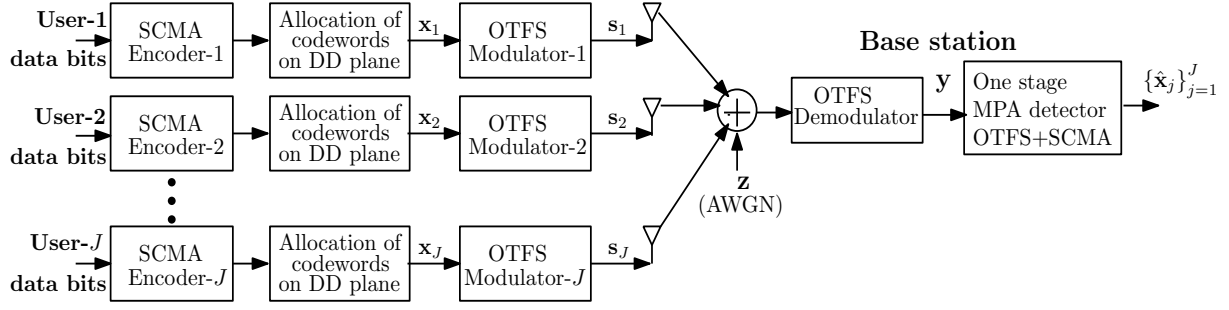 User-1
data bits
SCMA
Encoder-1
Allocation of
codewords
on DD plane
x₁
OTFS
Modulator-1
s₁
User-2
data bits
SCMA
Encoder-2
Allocation of
codewords
on DD plane
x₂
OTFS
Modulator-2
s₂
User-J
data bits
SCMA
Encoder-J
Allocation of
codewords
on DD plane
x_J
OTFS
Modulator-J
s_J
z
(AWGN)
Base station
OTFS
Demodulator
y
One stage
MPA detector
OTFS+SCMA
{x̂_j}_{j=1}^J